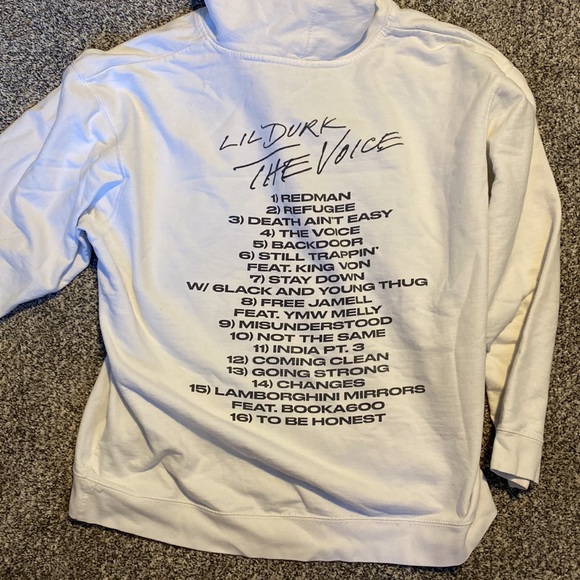 LIL DURK
THE VOICE
1) REDMAN
2) REFUGEE
3) DEATH AIN'T EASY
4) THE VOICE
5) BACKDOOR
6) STILL TRAPPIN'
FEAT. KING VON
7) STAY DOWN
W/ 6LACK AND YOUNG THUG
8) FREE JAMELL
FEAT. YMW MELLY
9) MISUNDERSTOOD
10) NOT THE SAME
11) INDIA PT. 3
12) COMING CLEAN
13) GOING STRONG
14) CHANGES
15) LAMBORGHINI MIRRORS
FEAT. BOOKA600
16) TO BE HONEST